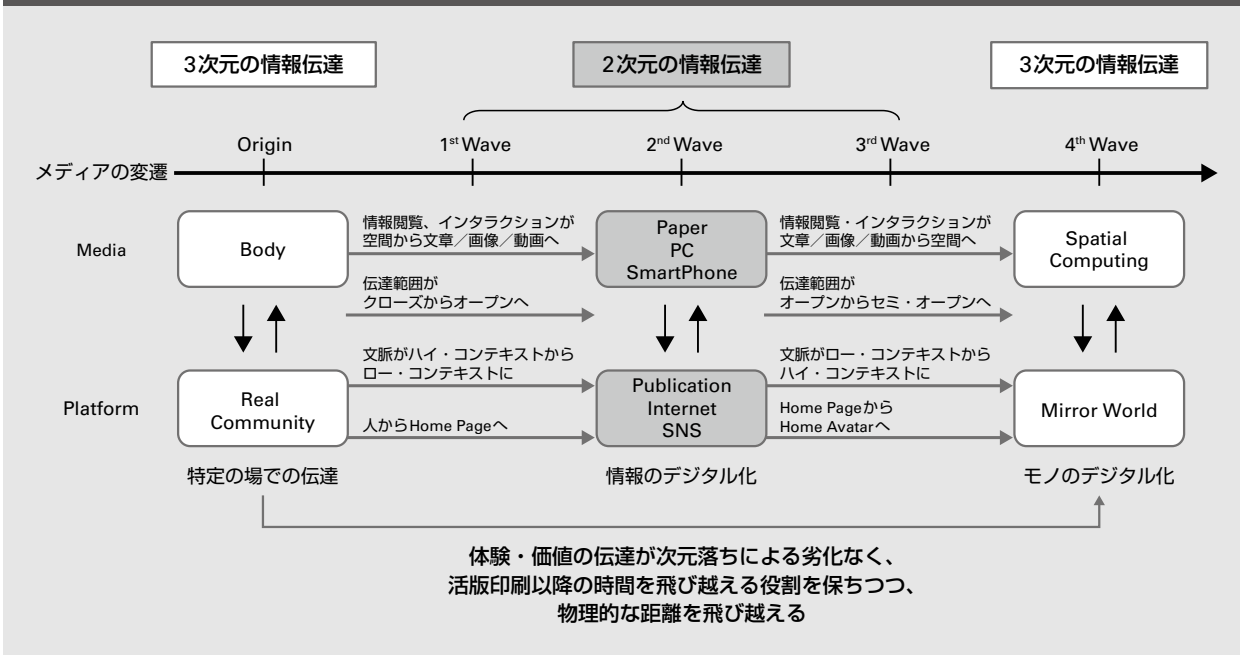 3次元の情報伝達
2次元の情報伝達
3次元の情報伝達
Origin
1st Wave
2nd Wave
3rd Wave
4th Wave
メディアの変遷
Media
Body
情報閲覧、インタラクションが
空間から文章／画像／動画へ
Paper
PC
SmartPhone
情報閲覧・インタラクションが
文章／画像／動画から空間へ
Spatial
Computing
伝達範囲が
クローズからオープンへ
伝達範囲が
オープンからセミ・オープンへ
文脈がハイ・コンテキストから
ロー・コンテキストに
文脈がロー・コンテキストから
ハイ・コンテキストに
Platform
Real
Community
人からHome Pageへ
Publication
Internet
SNS
Home Pageから
Home Avatarへ
Mirror World
特定の場での伝達
情報のデジタル化
モノのデジタル化
体験・価値の伝達が次元落ちによる劣化なく、
活版印刷以降の時間を飛び越える役割を保ちつつ、
物理的な距離を飛び越える